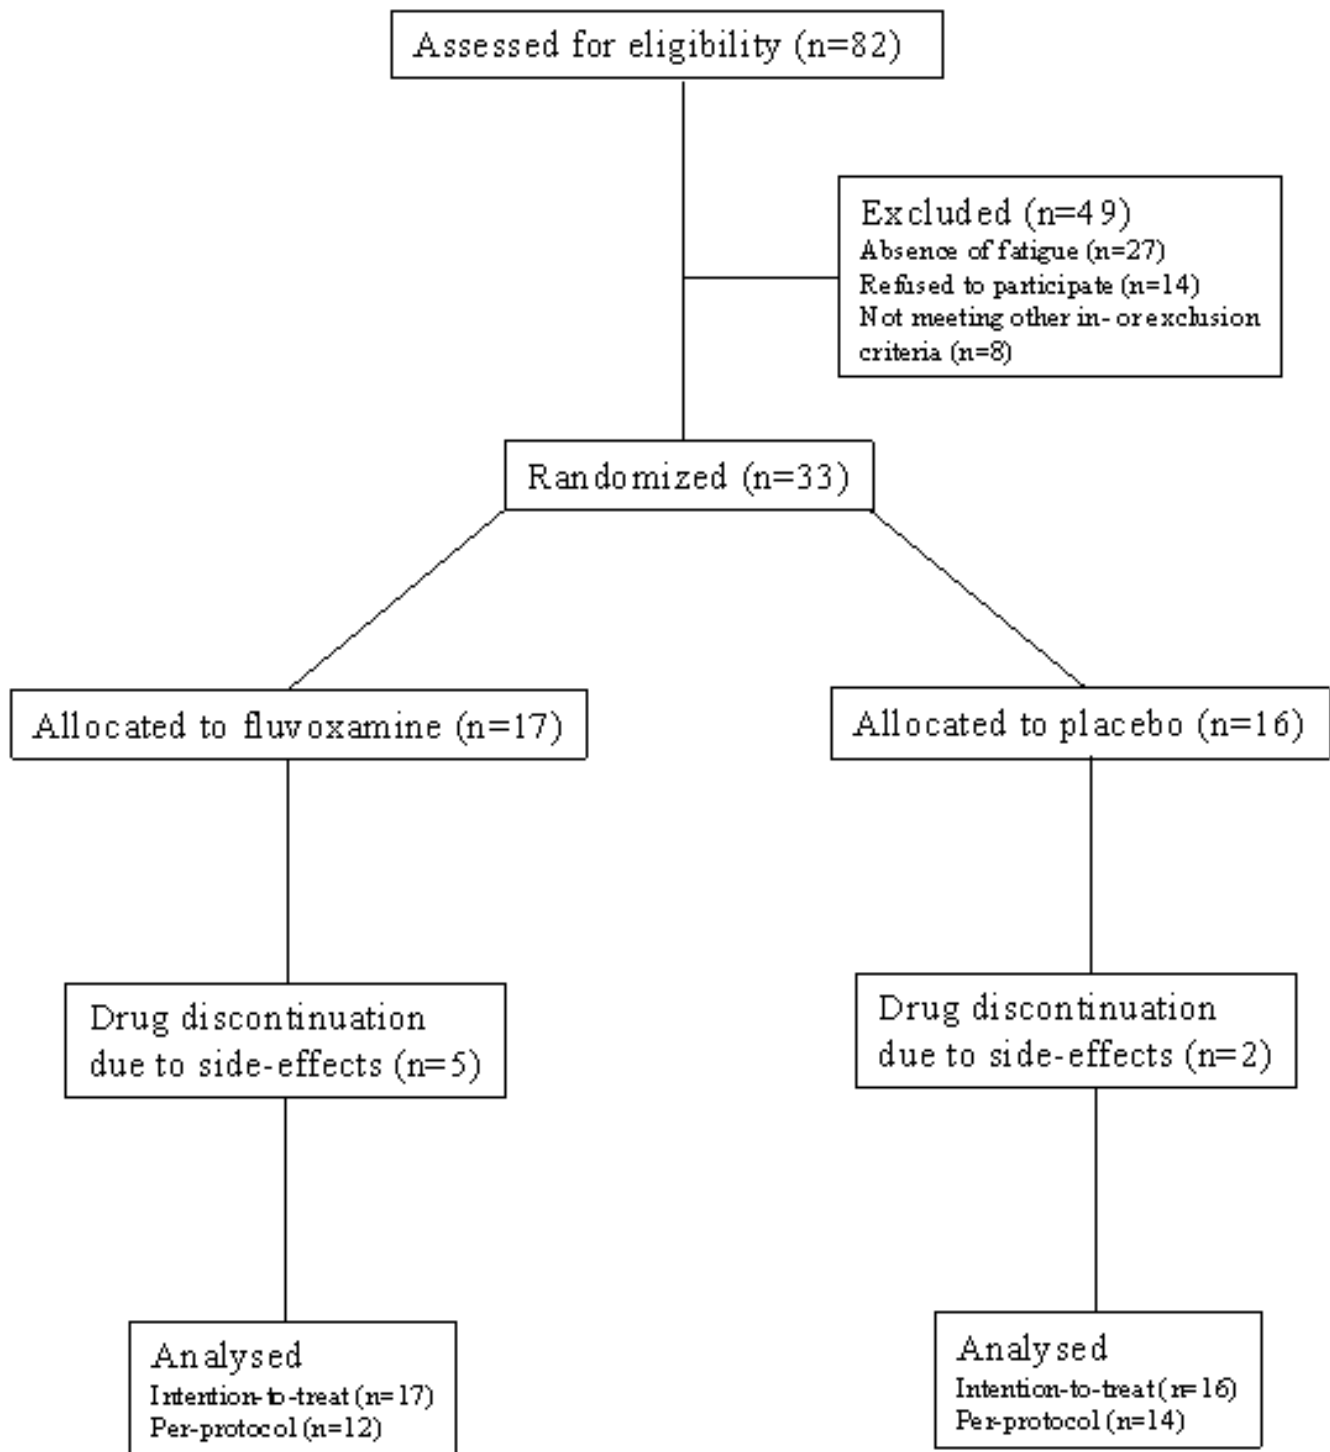 Assessed for eligibility (n=82)
Excluded (n=49)
Absence of fatigue (n=27)
Refused to participate (n=14)
Not meeting other in- or exclusion
criteria (n=8)
Randomized (n=33)
Allocated to fluvoxamine (n=17)
Allocated to placebo (n=16)
Drug discontinuation
due to side-effects (n=5)
Drug discontinuation
due to side-effects (n=2)
Analysed
Intention-to-treat (n=17)
Per-protocol (n=12)
Analysed
Intention-to-treat (n=16)
Per-protocol (n=14)